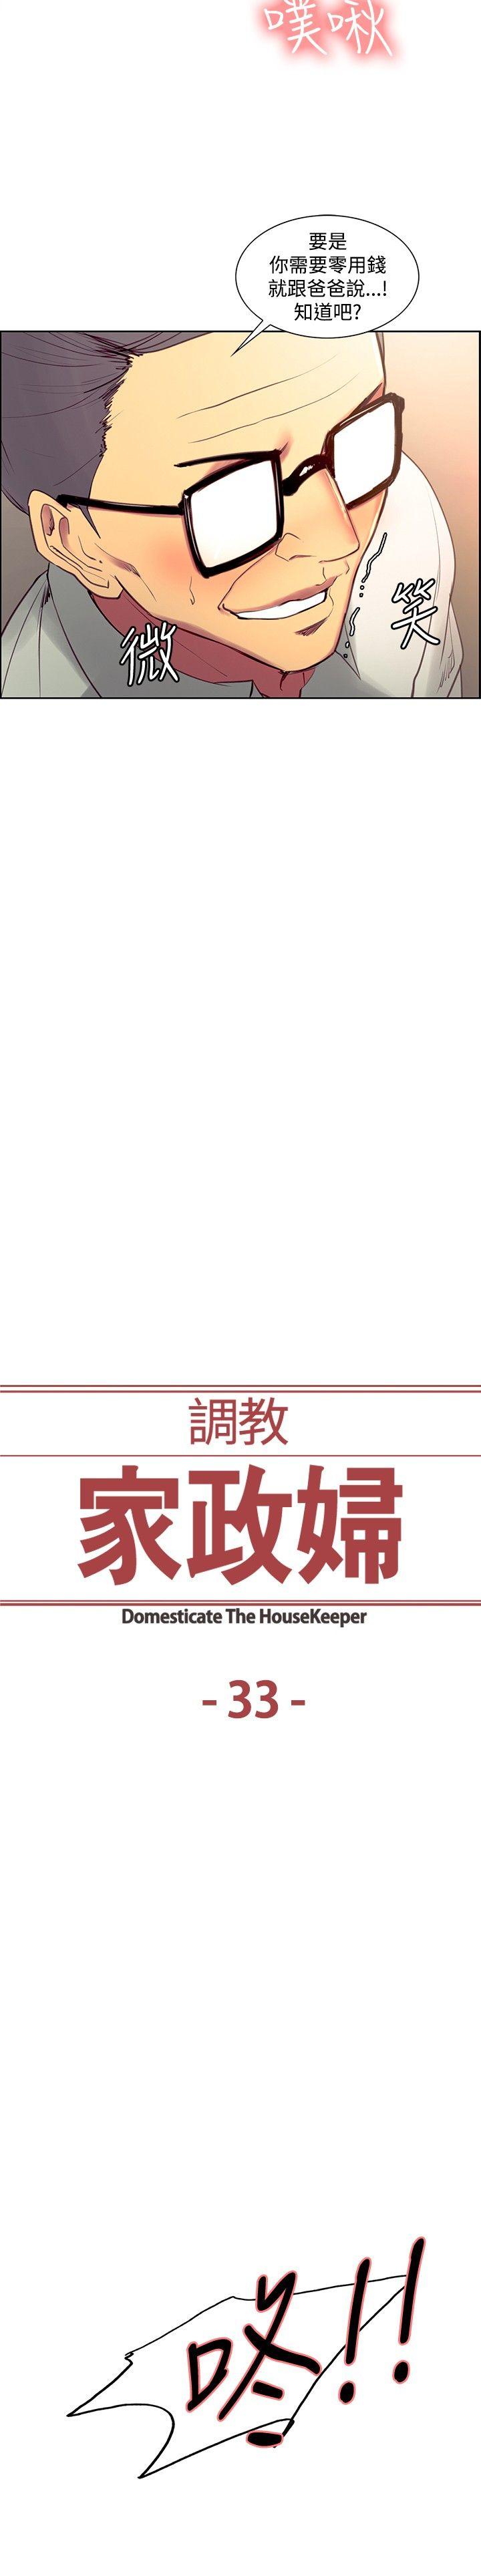 噗啾
要是
你需要零用錢
就跟爸爸說...!
知道吧?
微
笑
調教
家政婦
Domesticate The HouseKeeper
- 33 -
咚!!